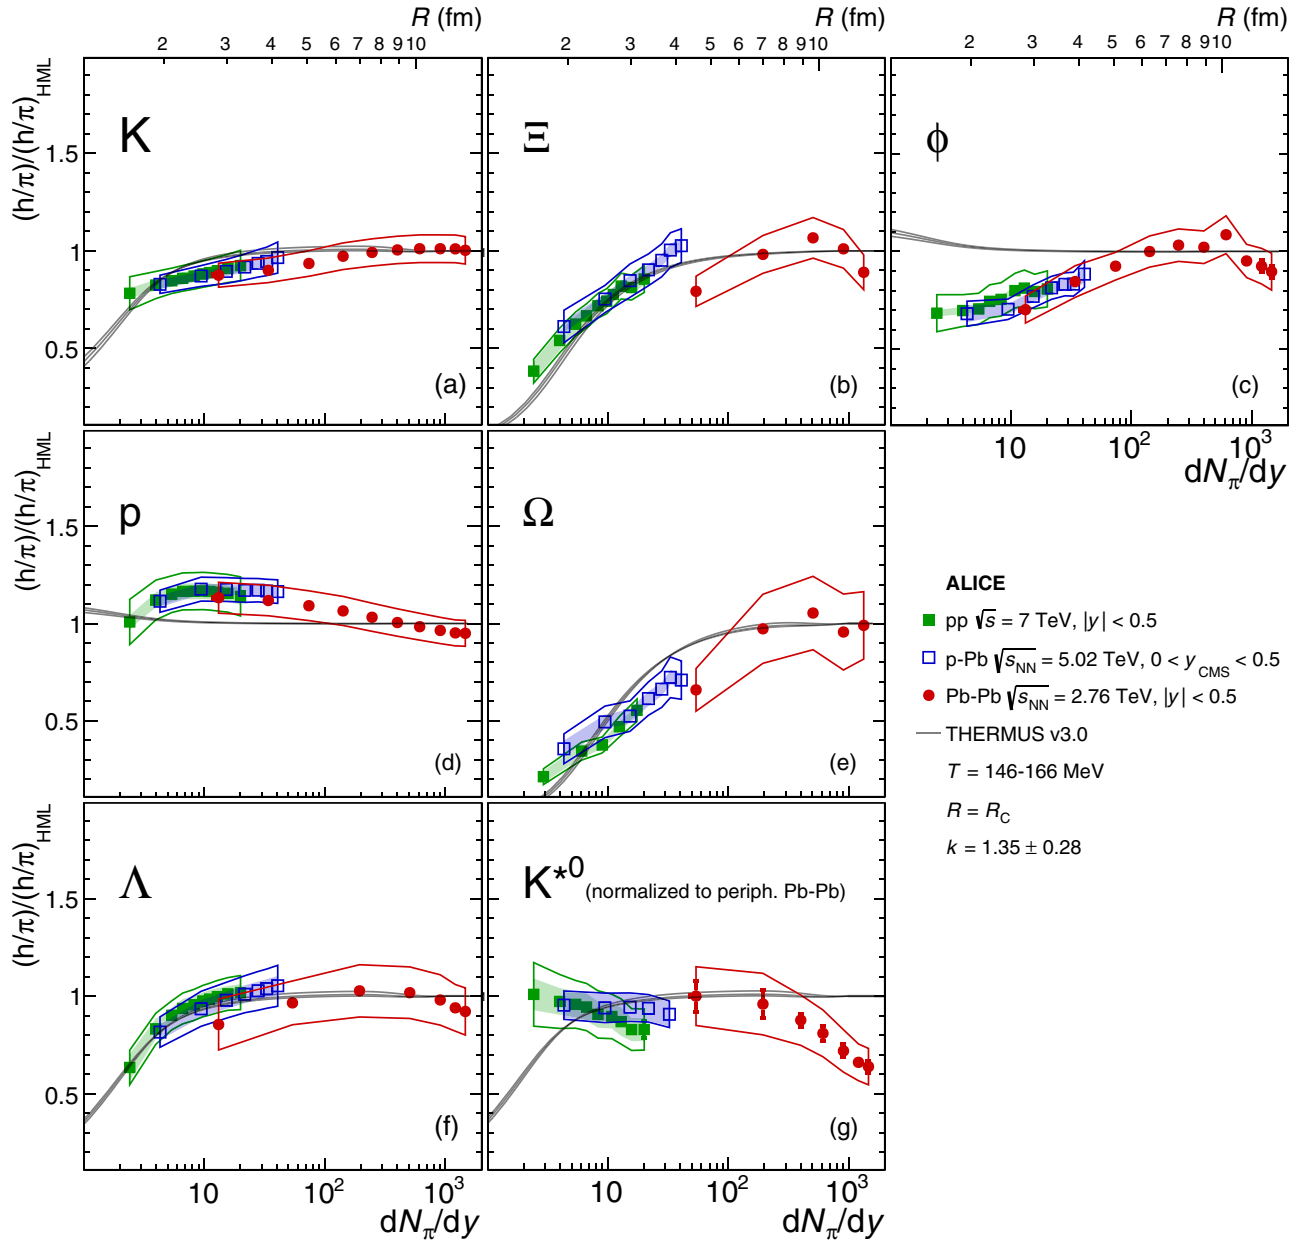 R (fm) R (fm) R (fm)
2 3 4 5 6 7 8 9 10 2 3 4 5 6 7 8 9 10 2 3 4 5 6 7 8 9 10
(h/π)/(h/π)HML
1.5
1
0.5
K
(a)
Ξ
(b)
ϕ
(c)
10 10² 10³
dNπ/dy
(h/π)/(h/π)HML
1.5
1
0.5
p
(d)
Ω
(e)
ALICE
pp √s = 7 TeV, |y| < 0.5
p-Pb √sNN = 5.02 TeV, 0 < yCMS < 0.5
Pb-Pb √sNN = 2.76 TeV, |y| < 0.5
THERMUS v3.0
T = 146-166 MeV
R = RC
k = 1.35 ± 0.28
(h/π)/(h/π)HML
1.5
1
0.5
Λ
(f)
K*0 (normalized to periph. Pb-Pb)
(g)
10 10² 10³ 10 10² 10³
dNπ/dy dNπ/dy